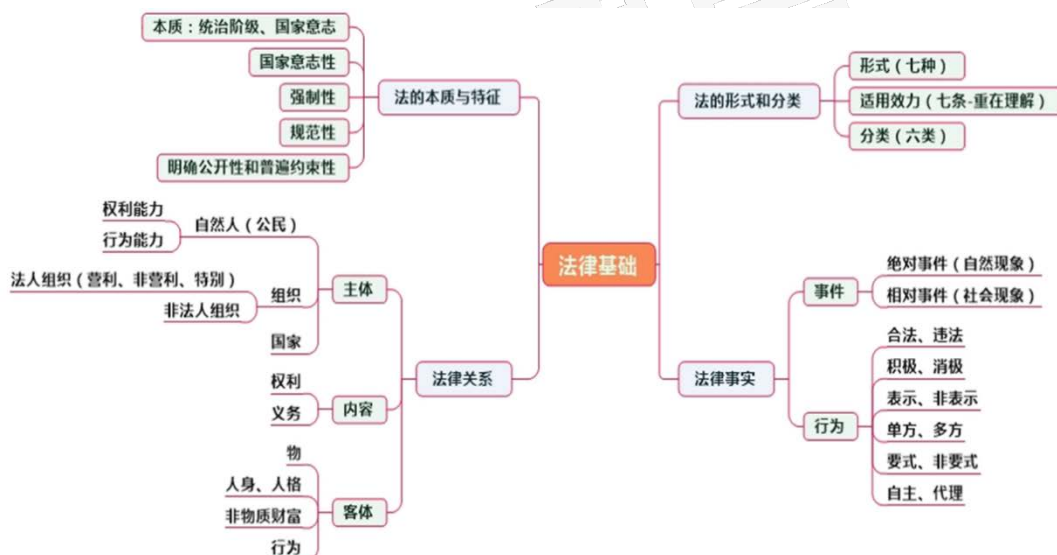 法律基础
法的本质与特征
本质：统治阶级、国家意志
国家意志性
强制性
规范性
明确公开性和普遍约束性
法律关系
主体
自然人（公民）
权利能力
行为能力
组织
法人组织（营利、非营利、特别）
非法人组织
国家
内容
权利
义务
客体
物
人身、人格
非物质财富
行为
法的形式和分类
形式（七种）
适用效力（七条-重在理解）
分类（六类）
法律事实
事件
绝对事件（自然现象）
相对事件（社会现象）
行为
合法、违法
积极、消极
表示、非表示
单方、多方
要式、非要式
自主、代理